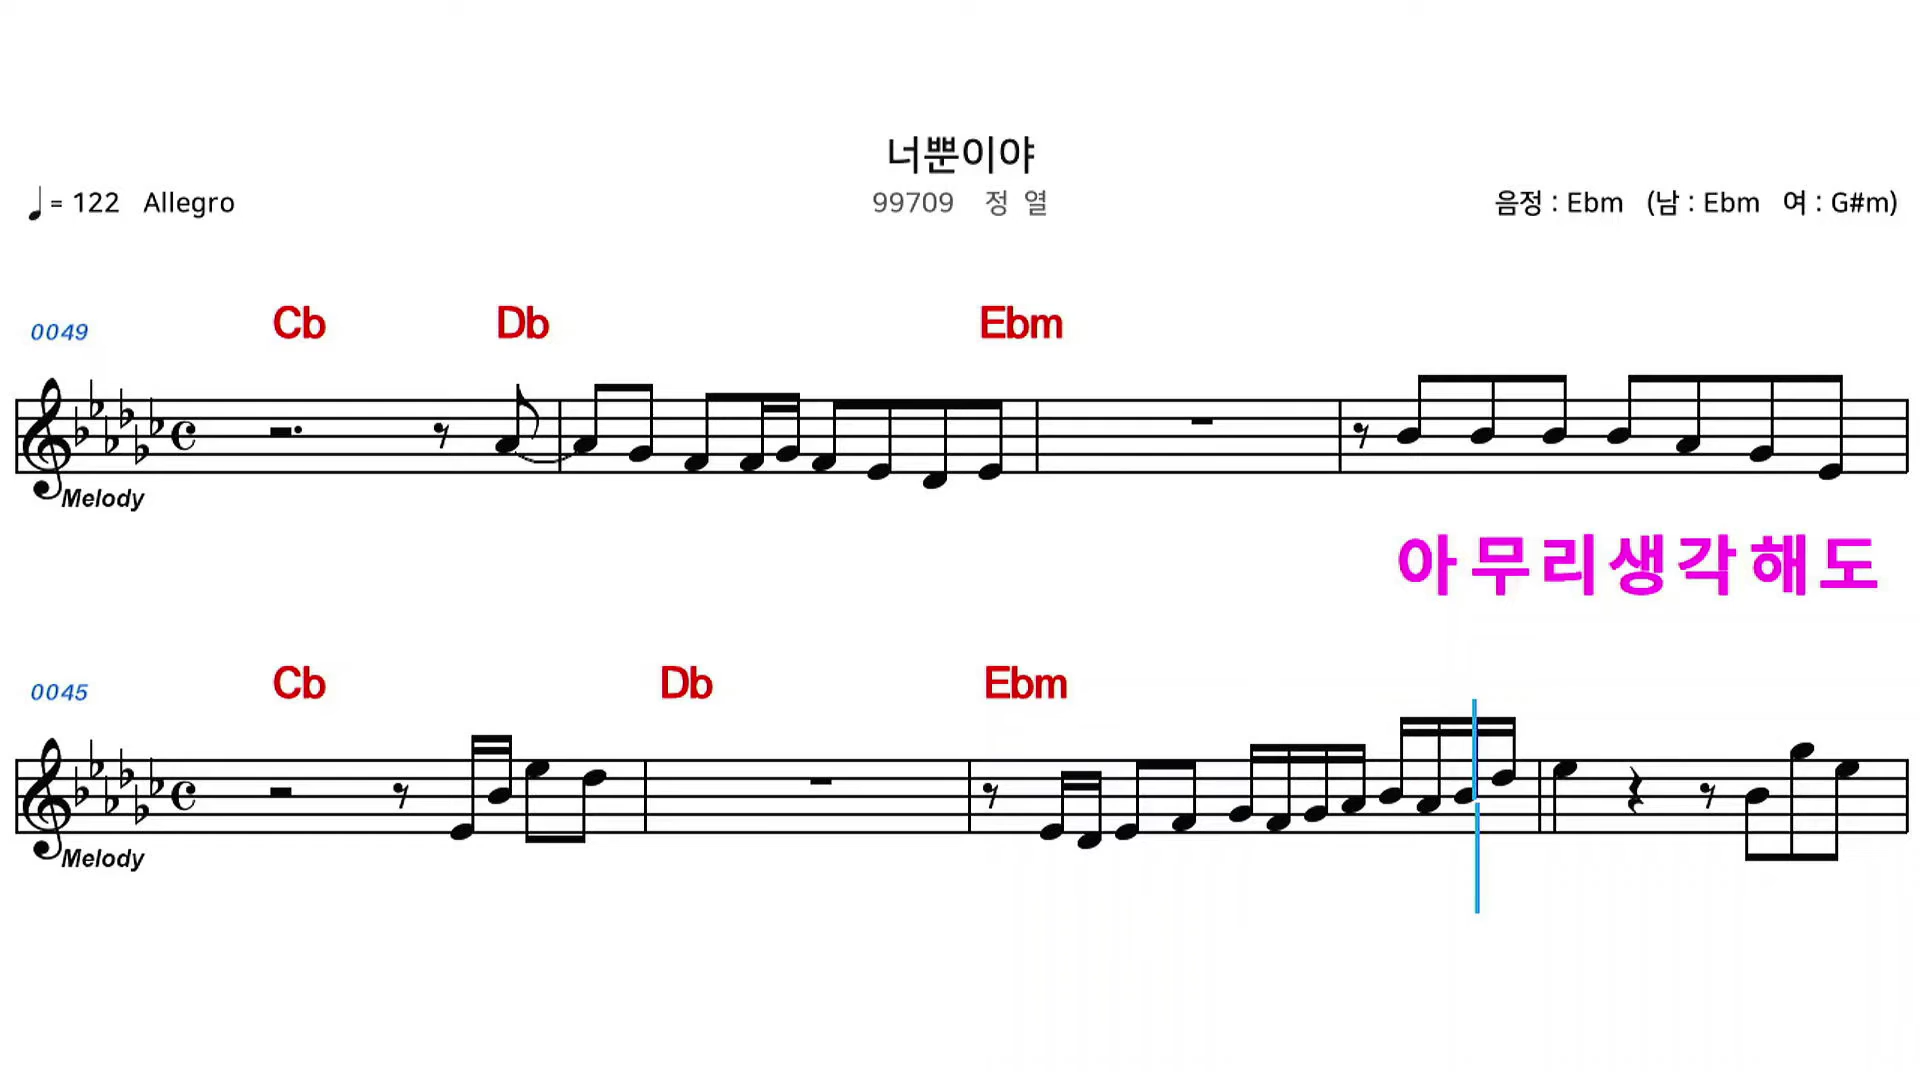 너뿐이야
♩= 122 Allegro 99709 정 열 음정 : Ebm (남 : Ebm 여 : G#m)
0049 Cb Db Ebm
Melody
아무리생각해도
0045 Cb Db Ebm
Melody